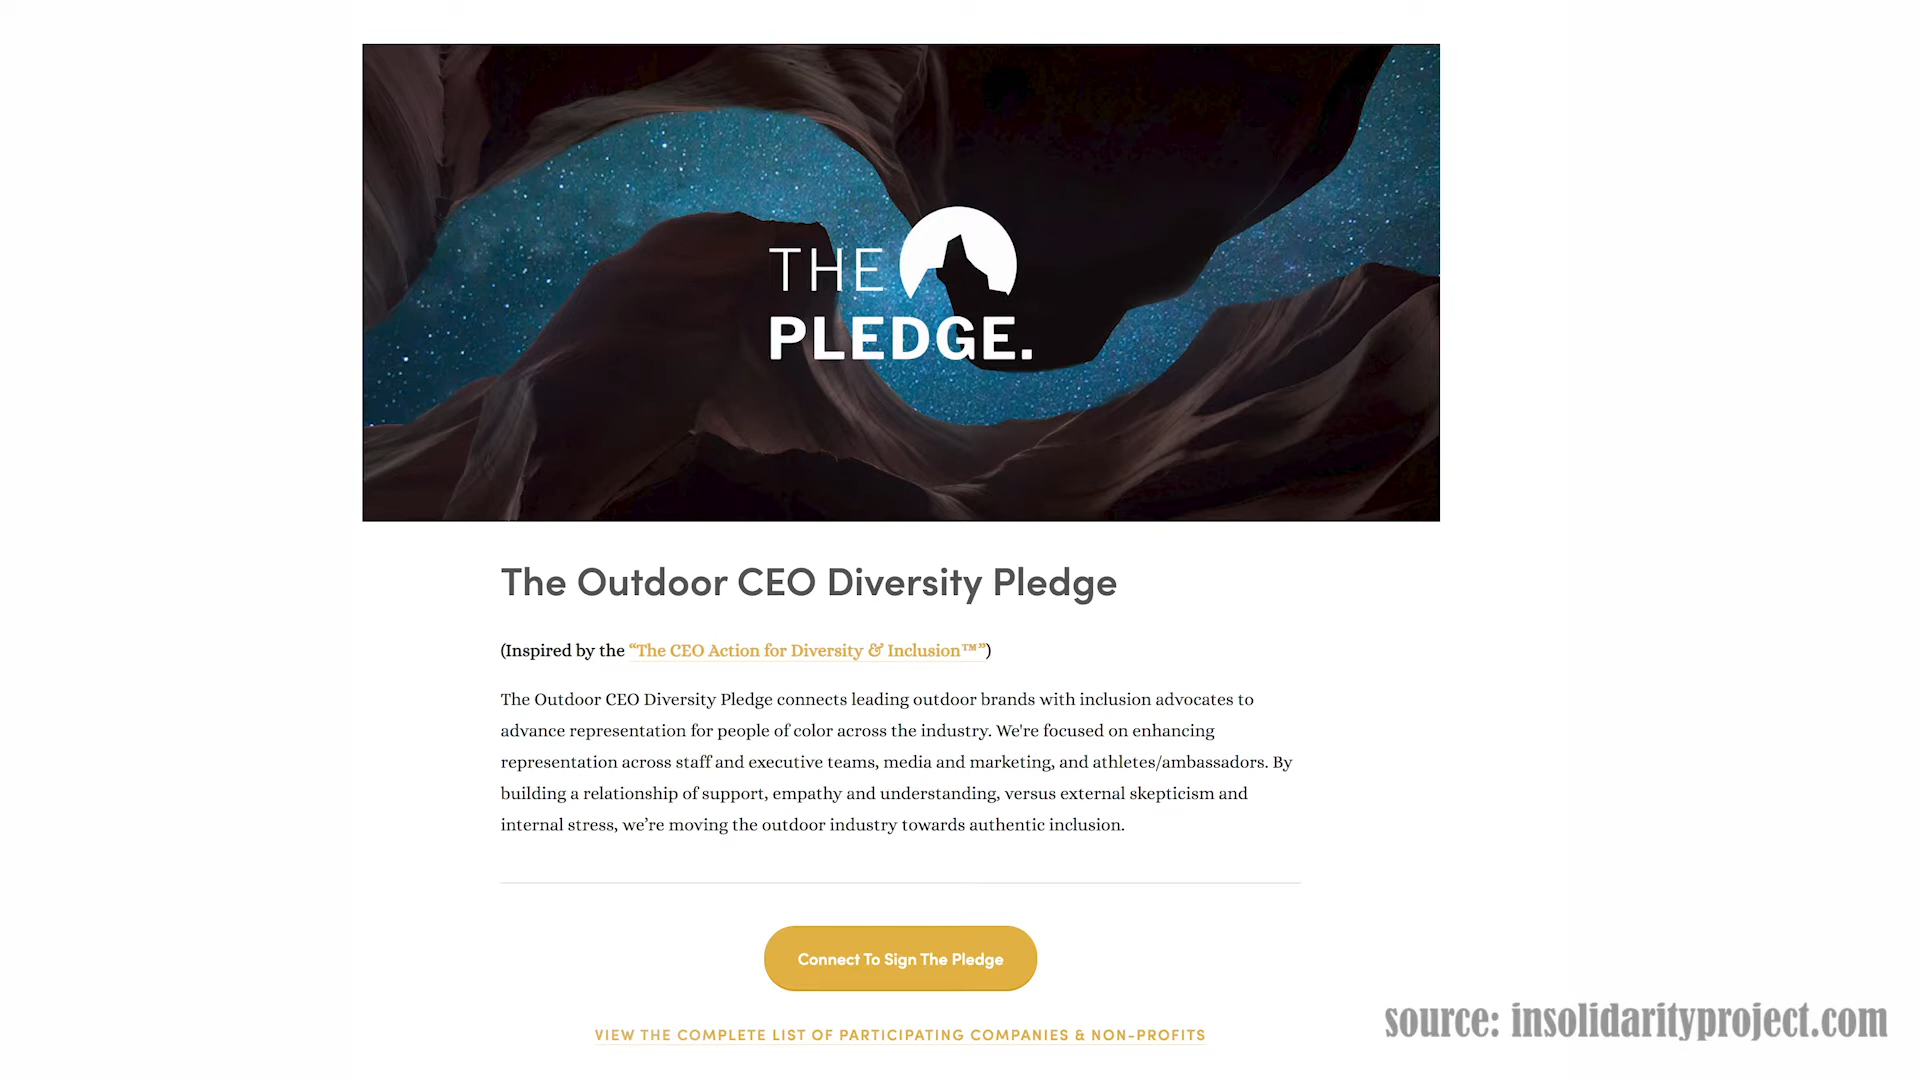 THE
PLEDGE.
The Outdoor CEO Diversity Pledge
(Inspired by the “The CEO Action for Diversity & Inclusion™”)
The Outdoor CEO Diversity Pledge connects leading outdoor brands with inclusion advocates to
advance representation for people of color across the industry. We're focused on enhancing
representation across staff and executive teams, media and marketing, and athletes/ambassadors. By
building a relationship of support, empathy and understanding, versus external skepticism and
internal stress, we’re moving the outdoor industry towards authentic inclusion.
Connect To Sign The Pledge
VIEW THE COMPLETE LIST OF PARTICIPATING COMPANIES & NON-PROFITS
source: insolidarityproject.com